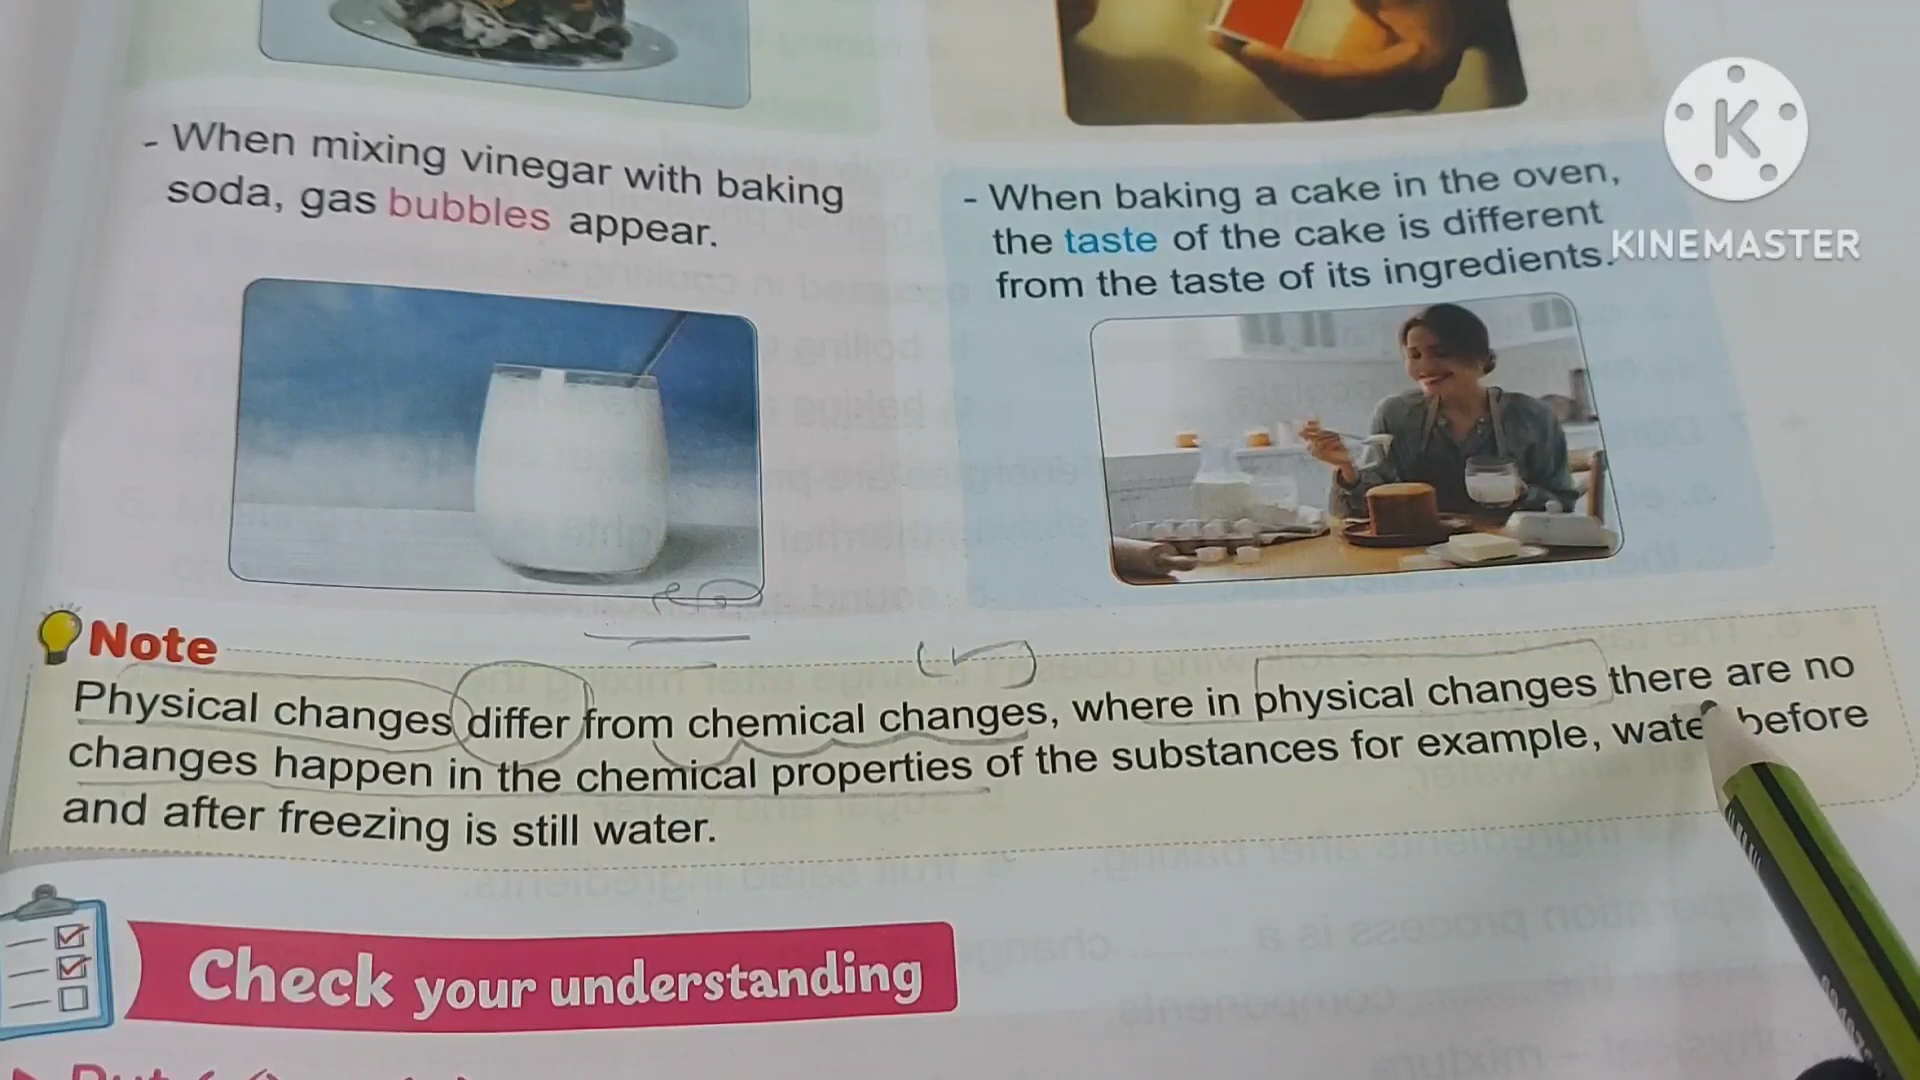 - When mixing vinegar with baking
soda, gas bubbles appear.
- When baking a cake in the oven,
the taste of the cake is different
from the taste of its ingredients.
K
KINEMASTER
Note
Physical changes differ from chemical changes, where in physical changes there are no
changes happen in the chemical properties of the substances for example, water before
and after freezing is still water.
Check your understanding